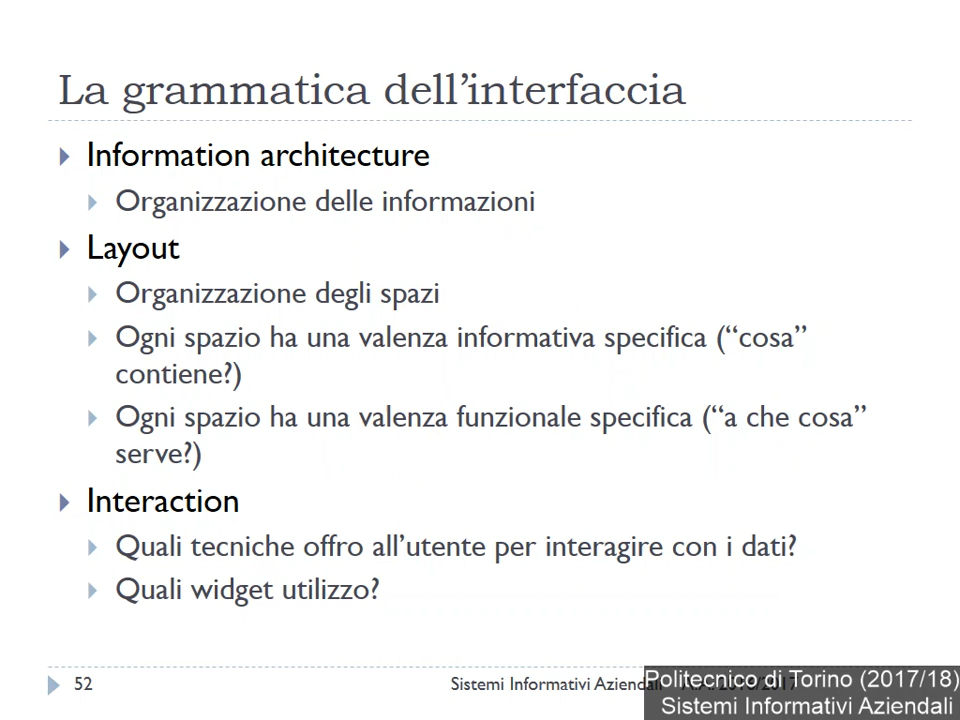 La grammatica dell’interfaccia
Information architecture
Organizzazione delle informazioni
Layout
Organizzazione degli spazi
Ogni spazio ha una valenza informativa specifica (“cosa”
contiene?)
Ogni spazio ha una valenza funzionale specifica (“a che cosa”
serve?)
Interaction
Quali tecniche offro all’utente per interagire con i dati?
Quali widget utilizzo?
52
Sistemi Informativi Aziendali
Politecnico di Torino (2017/18)
Sistemi Informativi Aziendali